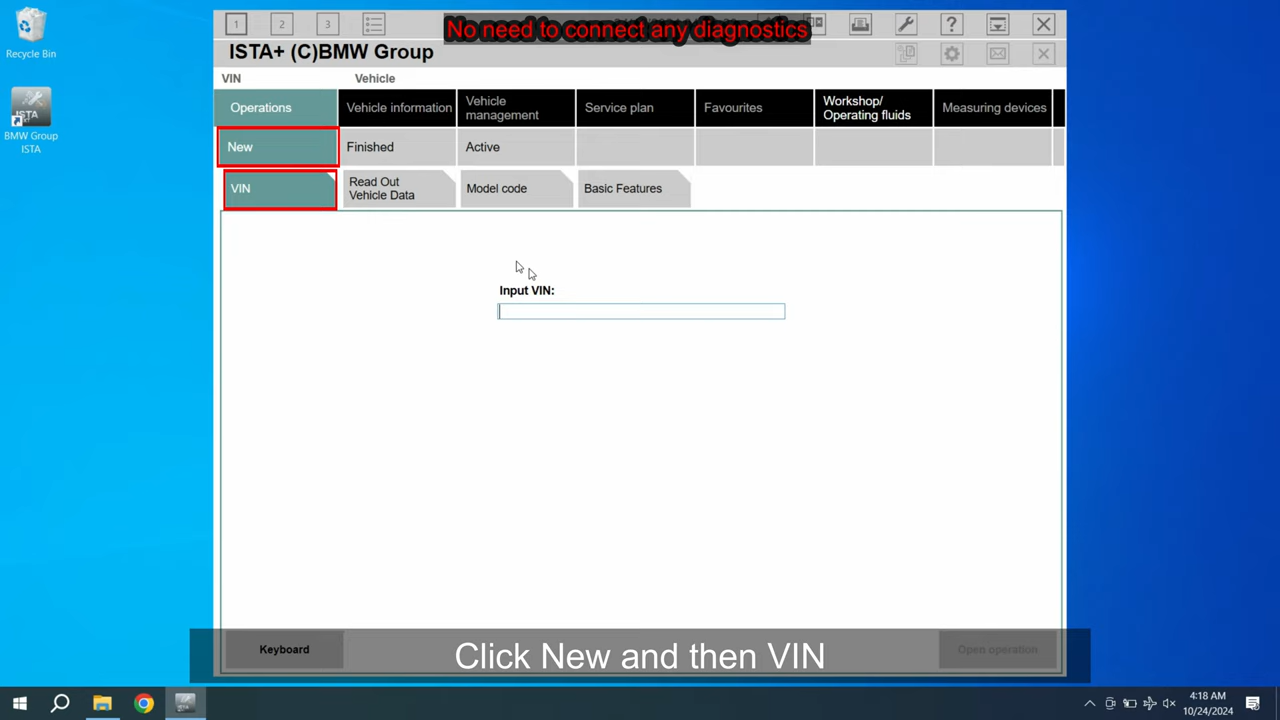 Recycle Bin
ISTA
BMW Group
ISTA
1
2
3
No need to connect any diagnostics
?
ISTA+ (C)BMW Group
VIN
Vehicle
Operations
Vehicle information
Vehicle
management
Service plan
Favourites
Workshop/
Operating fluids
Measuring devices
New
Finished
Active
VIN
Read Out
Vehicle Data
Model code
Basic Features
Input VIN:
Keyboard
Click New and then VIN
Open operation
4:18 AM
10/24/2024